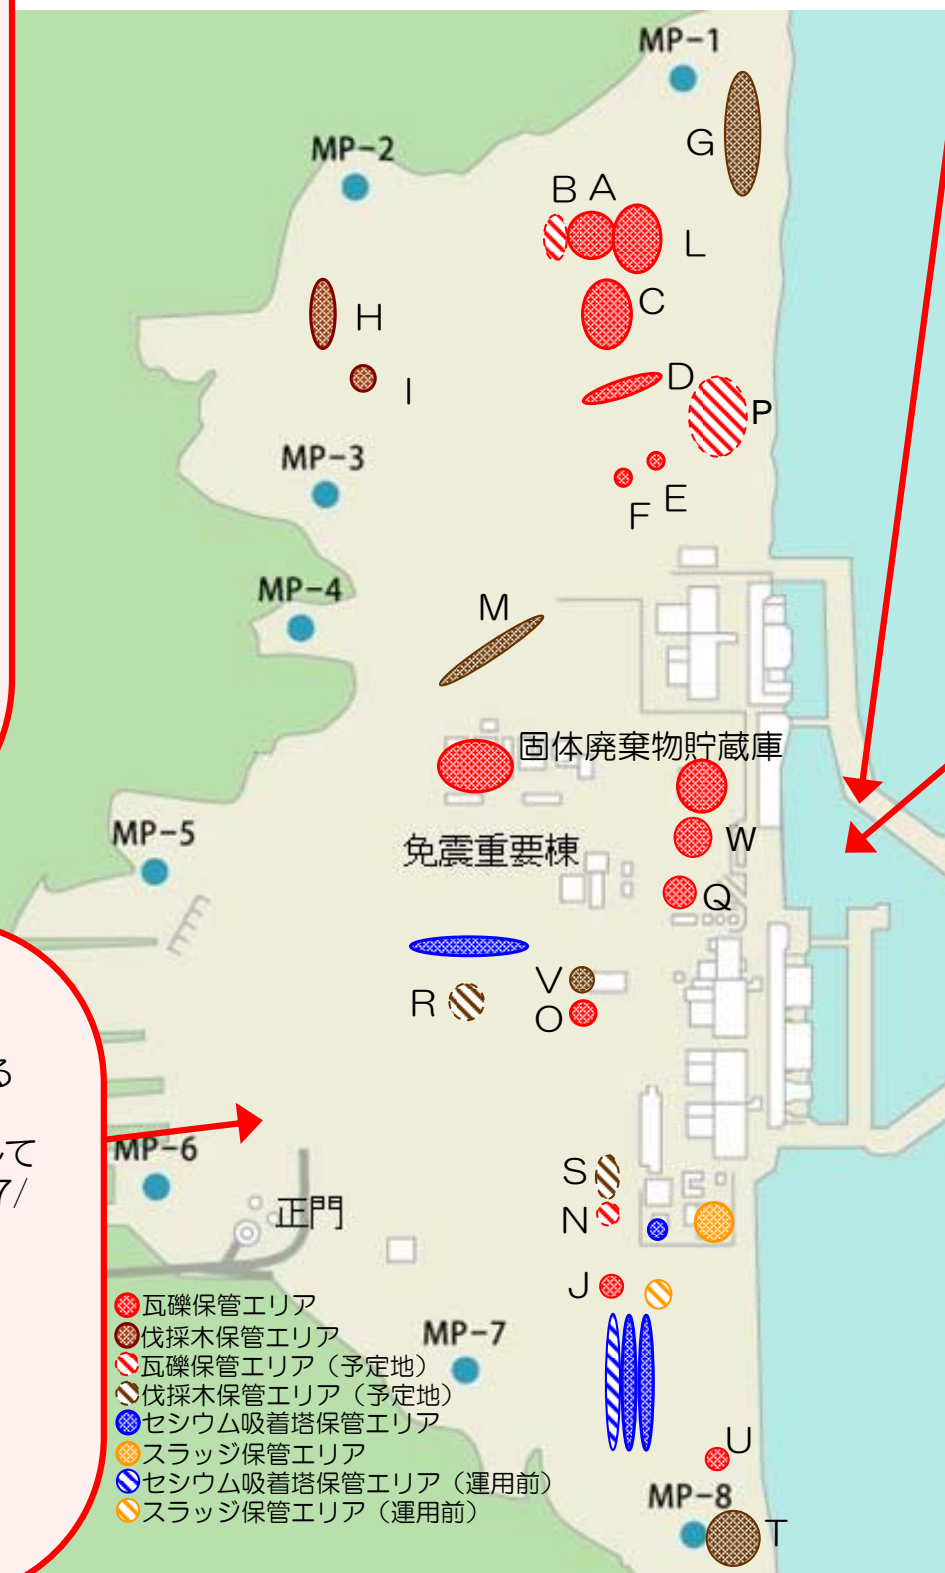 MP-1
G
MP-2
B A
L
C
H
I
D
P
MP-3
E
F
MP-4
M
固体廃棄物貯蔵庫
MP-5
W
免震重要棟
Q
V
R
O
る
して
7/
MP-6
S
正門
N
J
瓦礫保管エリア
伐採木保管エリア
瓦礫保管エリア（予定地）
伐採木保管エリア（予定地）
セシウム吸着塔保管エリア
スラッジ保管エリア
セシウム吸着塔保管エリア（運用前）
スラッジ保管エリア（運用前）
MP-7
U
MP-8
T